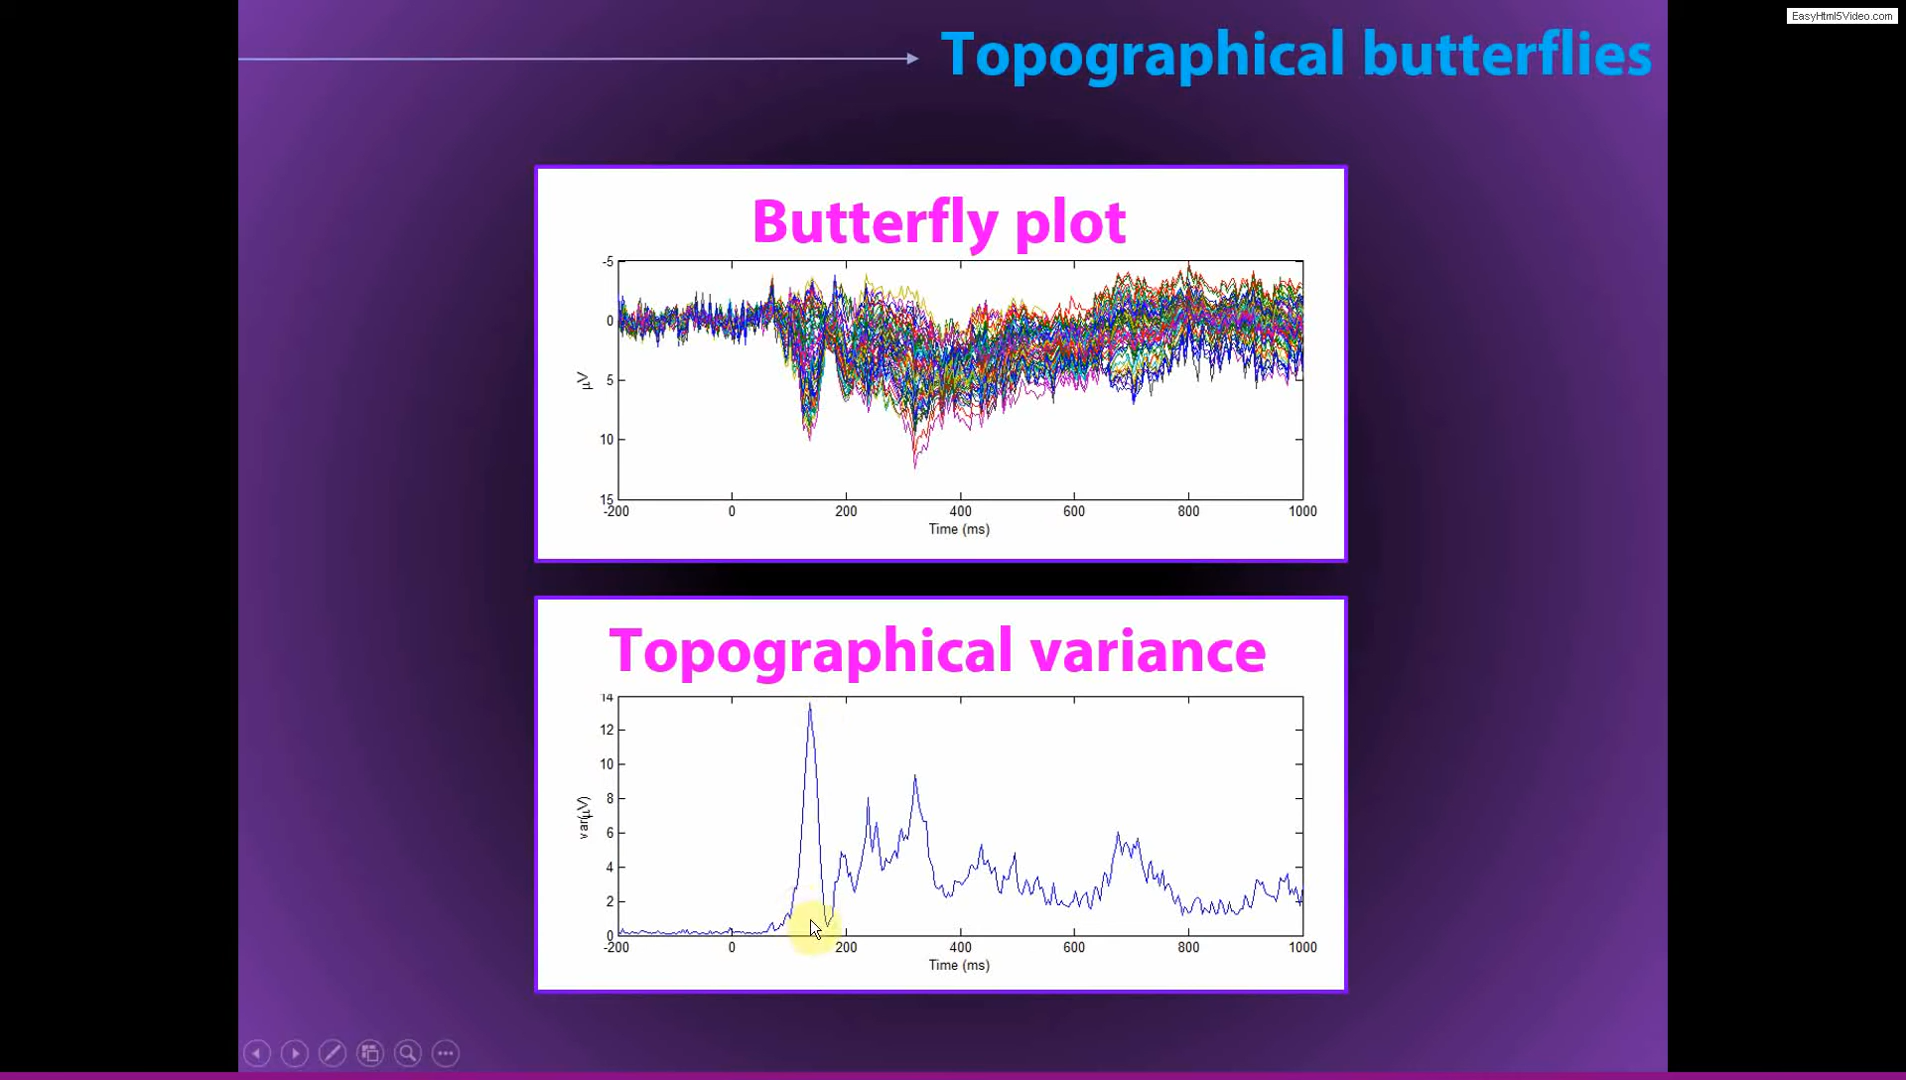 EasyHtml5Video.com
Topographical butterflies
Butterfly plot
-5
0
5
10
15
µV
-200 0 200 400 600 800 1000
Time (ms)
Topographical variance
14
12
10
8
6
4
2
0
var(µV)
-200 0 200 400 600 800 1000
Time (ms)